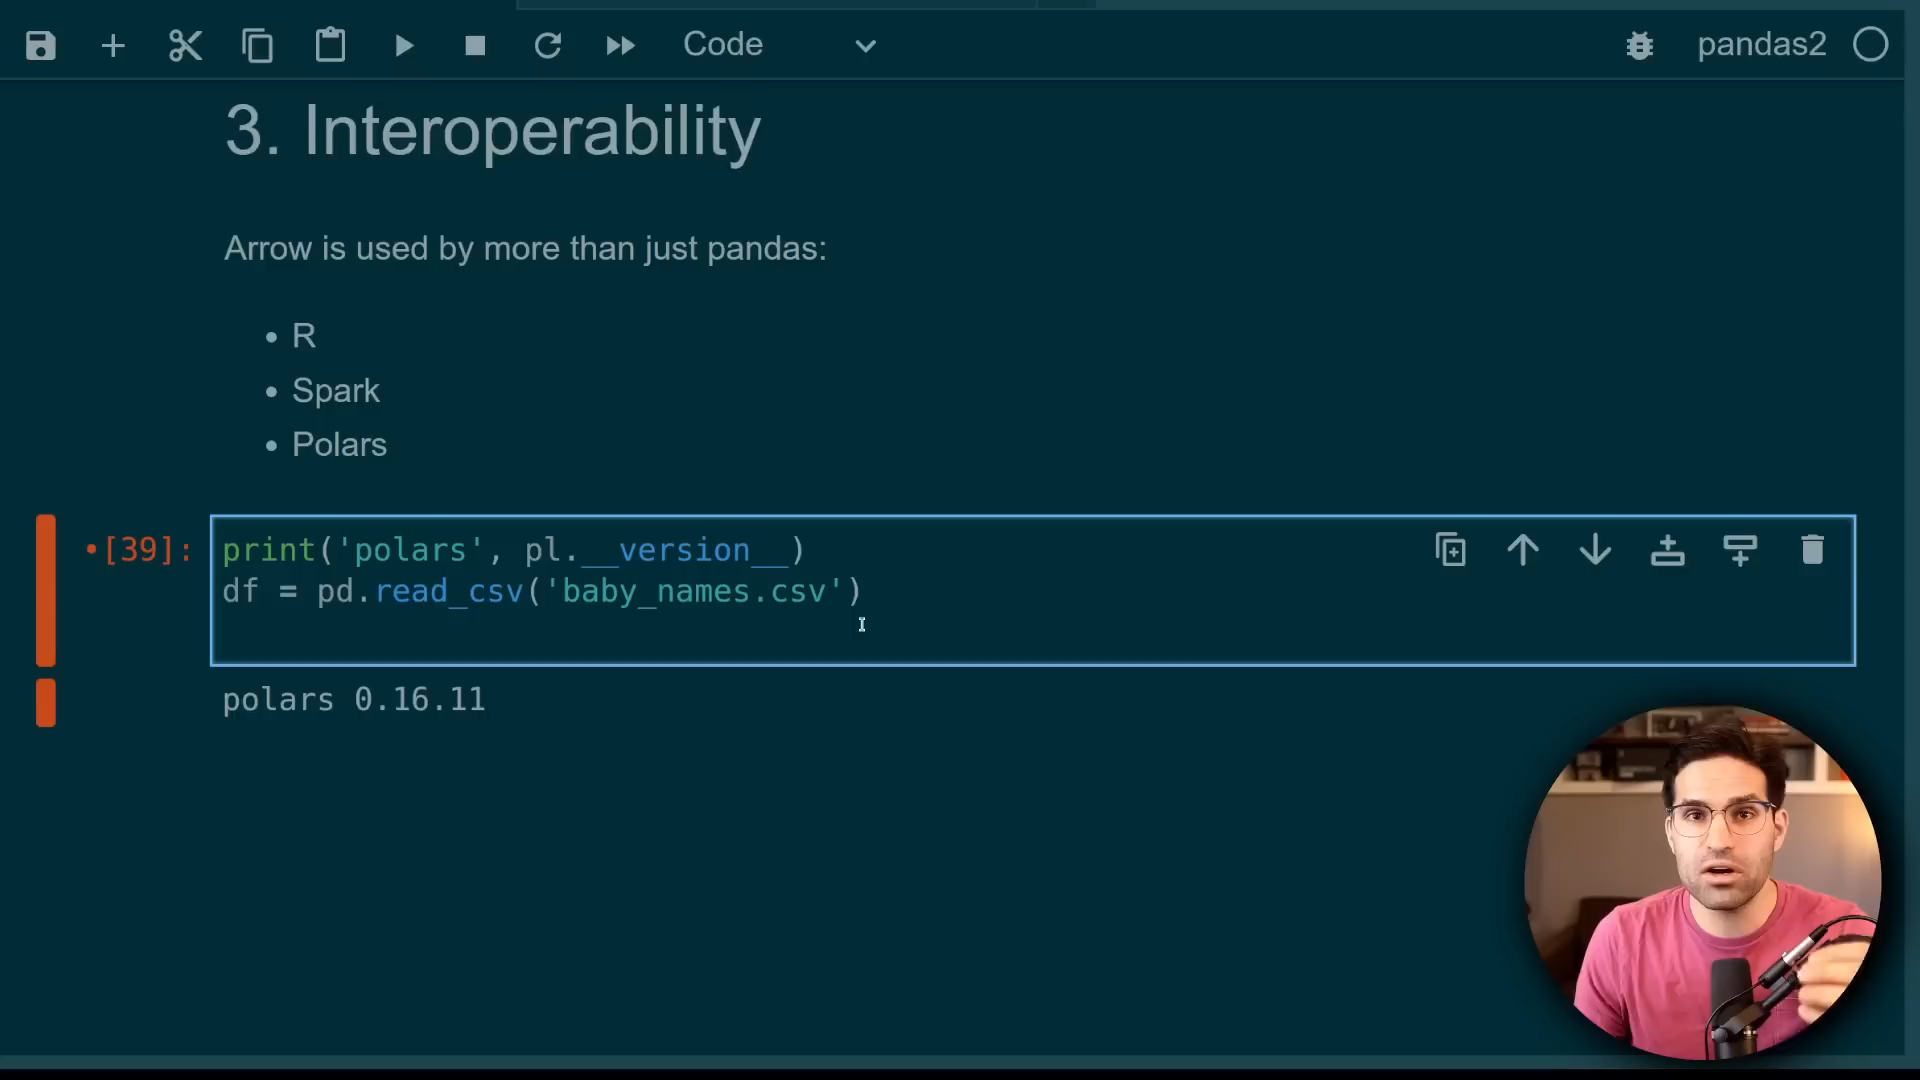 Code
pandas2
3. Interoperability
Arrow is used by more than just pandas:
• R
• Spark
• Polars
•[39]:
print('polars', pl.__version__)
df = pd.read_csv('baby_names.csv')
polars 0.16.11